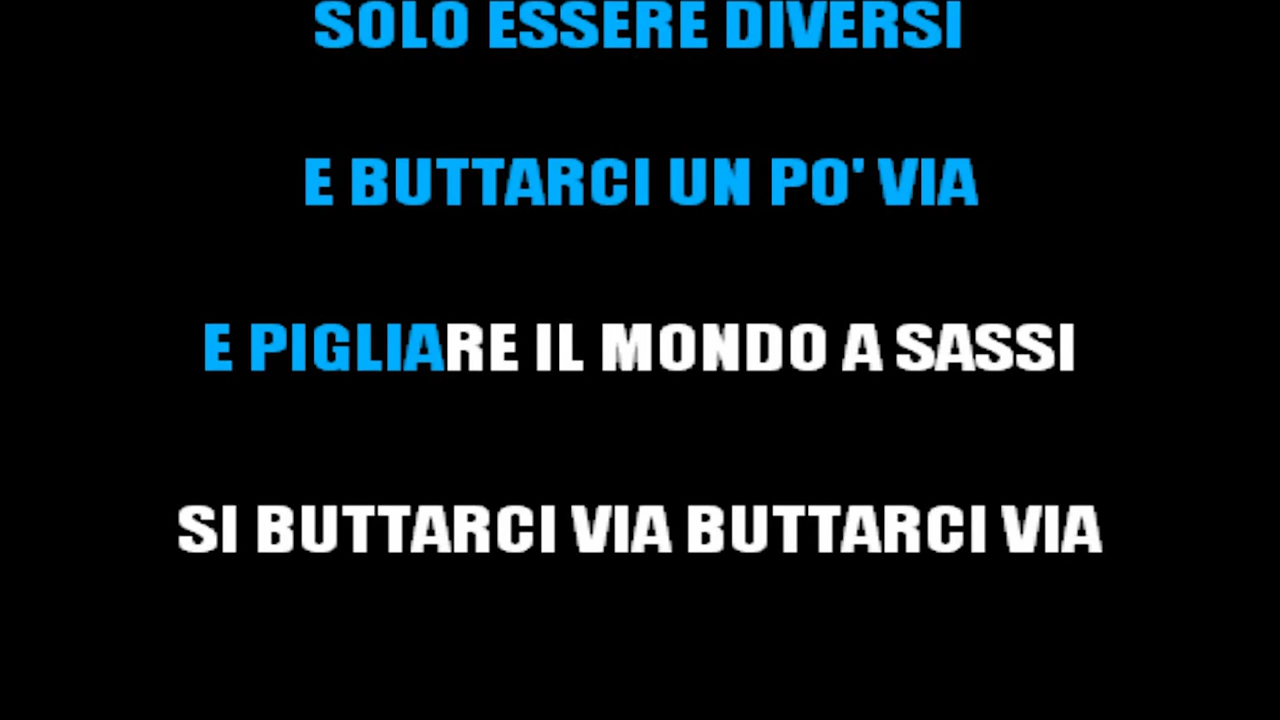 SOLO ESSERE DIVERSI
E BUTTARCI UN PO' VIA
E PIGLIARE IL MONDO A SASSI
SI BUTTARCI VIA BUTTARCI VIA